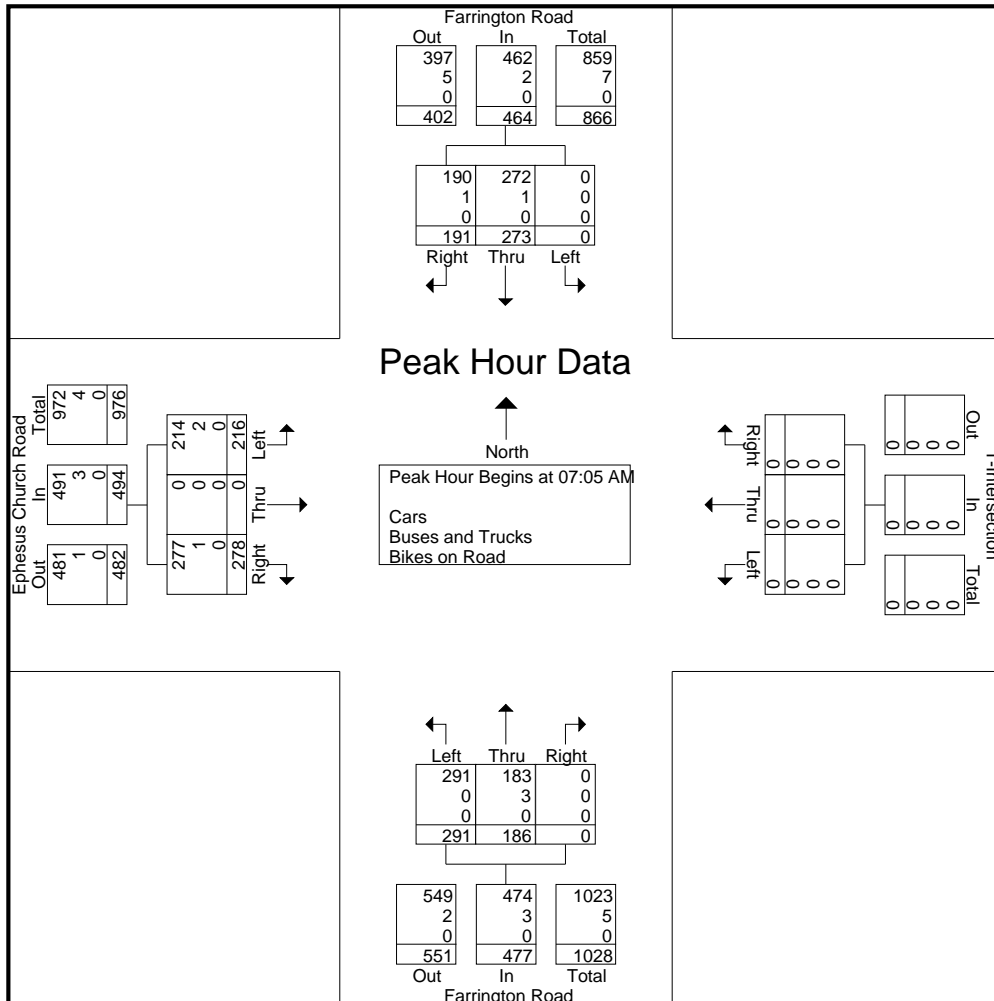 Farrington Road
Out In Total
397 462 859
5 2 7
0 0 0
402 464 866
190 272 0
1 1 0
0 0 0
191 273 0
Right Thru Left
Peak Hour Data
North
Peak Hour Begins at 07:05 AM
Cars
Buses and Trucks
Bikes on Road
Ephesus Church Road
Total In Out
972 491 481
4 3 1
0 0 0
976 494 482
214 0 277
2 0 1
0 0 0
216 0 278
Left Thru Right
T-Intersection
Out In Total
0 0 0
0 0 0
0 0 0
0 0 0
Right Thru Left
0 0 0
0 0 0
0 0 0
0 0 0
Left Thru Right
291 183 0
0 3 0
0 0 0
291 186 0
549 474 1023
2 3 5
0 0 0
551 477 1028
Out In Total
Farrington Road